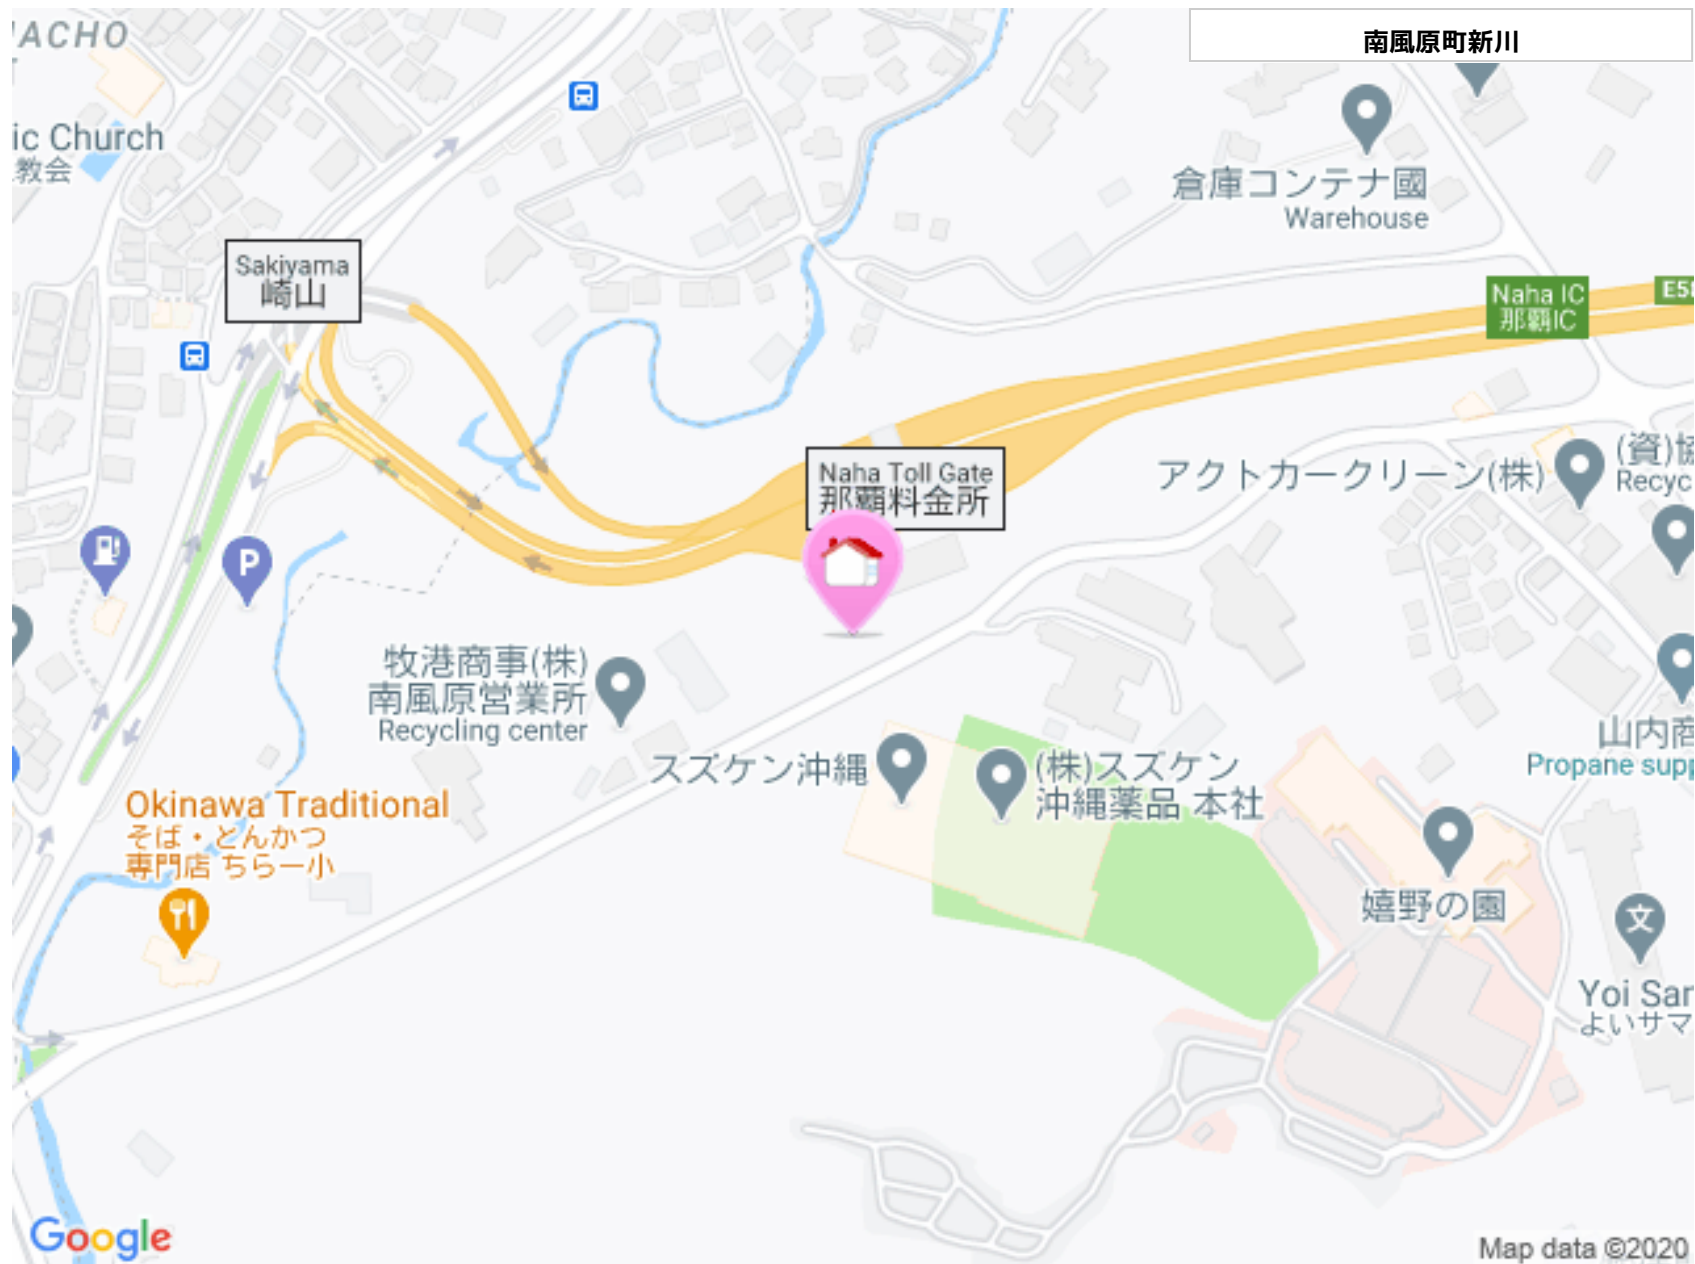 南風原町新川
ACHO
ic Church
教会
倉庫コンテナ國
Warehouse
Sakiyama
崎山
Naha IC
那覇IC
E58
Naha Toll Gate
那覇料金所
アクトカークリーン(株)
(資)協
Recyc
P
牧港商事(株)
南風原営業所
Recycling center
スズケン沖縄
(株)スズケン
沖縄薬品 本社
山内商
Propane supp
Okinawa Traditional
そば・とんかつ
専門店 ちらー小
嬉野の園
文
Yoi Sar
よいサマ
Google
Map data ©2020